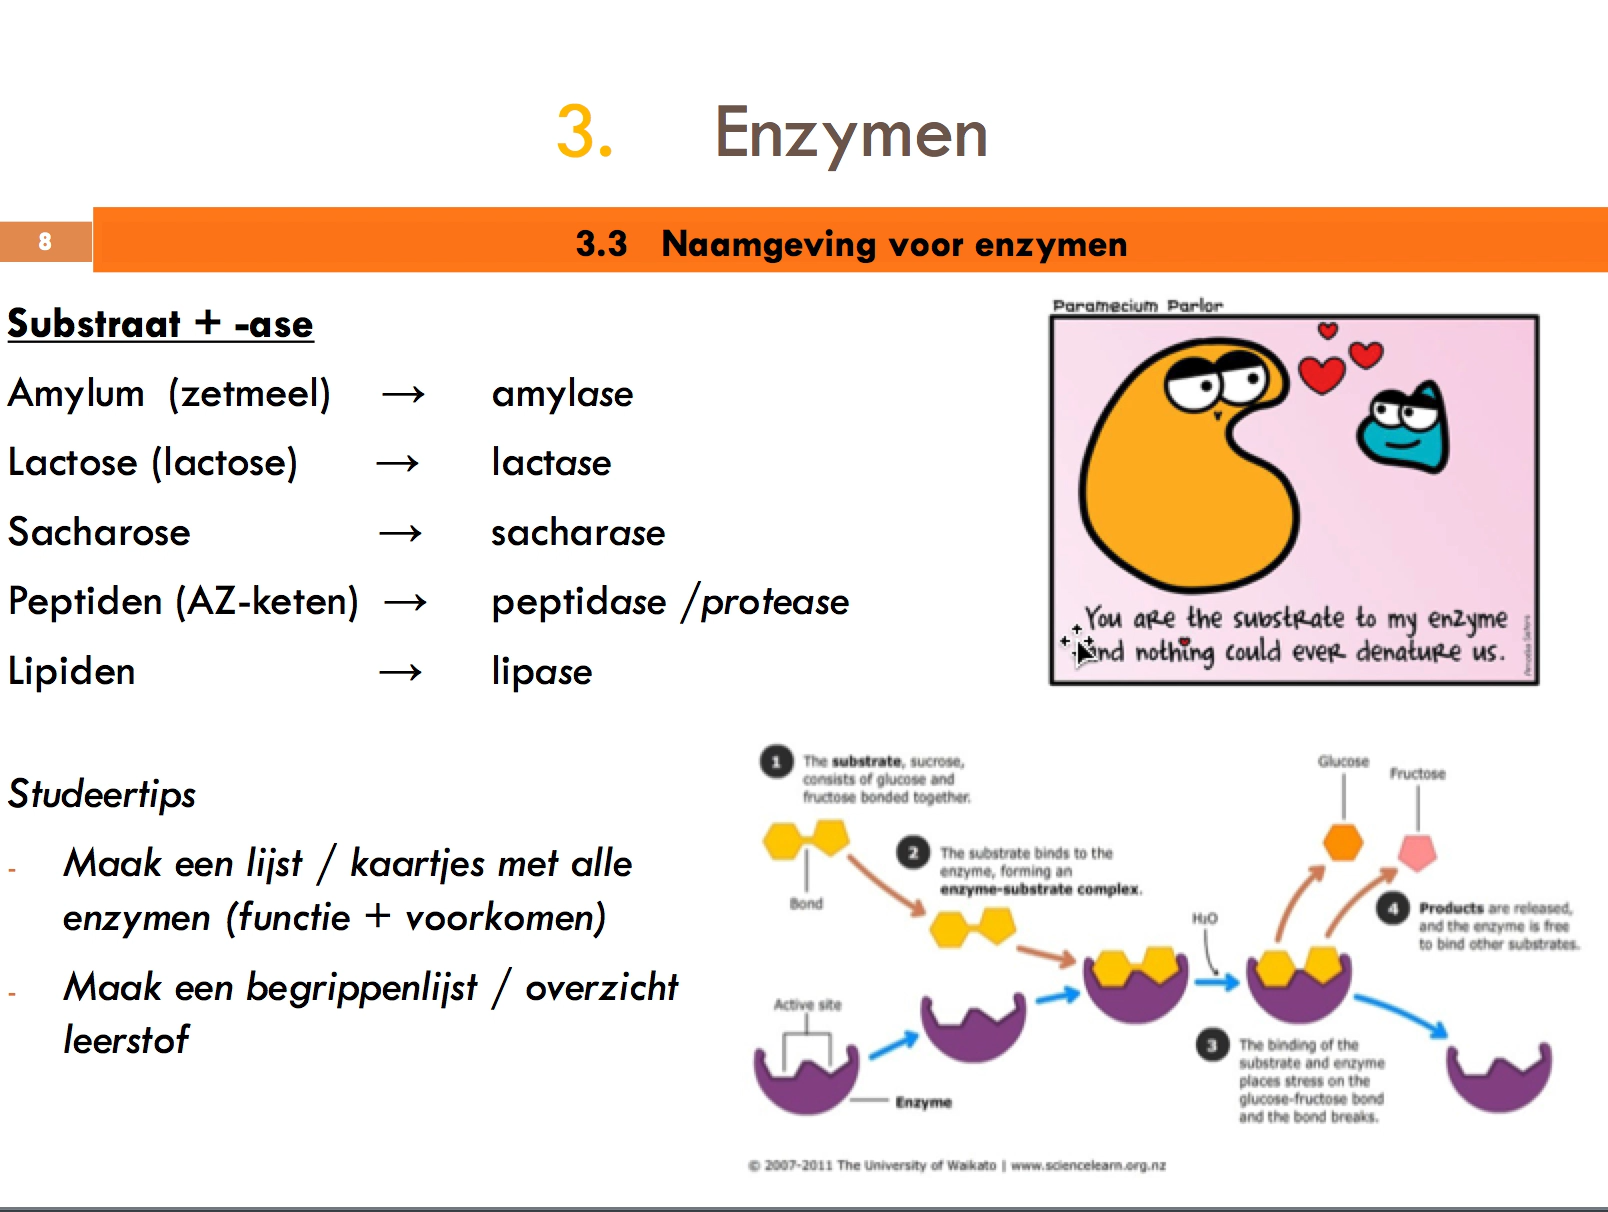 3. Enzymen
8
3.3 Naamgeving voor enzymen
Substraat + -ase
Amylum (zetmeel) → amylase
Lactose (lactose) → lactase
Sacharose → sacharase
Peptiden (AZ-keten) → peptidase /protease
Lipiden → lipase
Studeertips
- Maak een lijst / kaartjes met alle
enzymen (functie + voorkomen)
- Maak een begrippenlijst / overzicht
leerstof
Paramecium Parlor
You are the substrate to my enzyme
and nothing could ever denature us.
1 The substrate, sucrose,
consists of glucose and
fructose bonded together.
Bond
2 The substrate binds to the
enzyme, forming an
enzyme-substrate complex.
Active site
Enzyme
H₂O
3 The binding of the
substrate and enzyme
places stress on the
glucose-fructose bond
and the bond breaks.
Glucose
Fructose
4 Products are released,
and the enzyme is free
to bind other substrates.
© 2007-2011 The University of Waikato | www.sciencelearn.org.nz